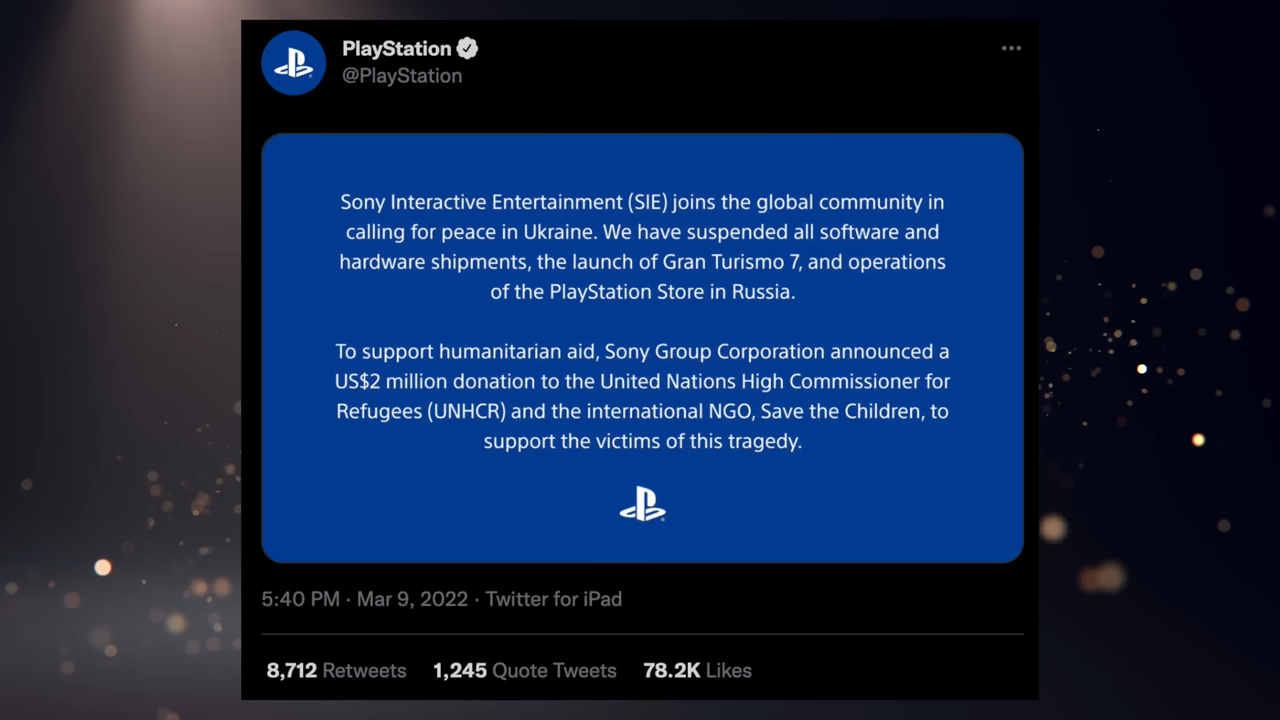 PlayStation
@PlayStation
Sony Interactive Entertainment (SIE) joins the global community in
calling for peace in Ukraine. We have suspended all software and
hardware shipments, the launch of Gran Turismo 7, and operations
of the PlayStation Store in Russia.
To support humanitarian aid, Sony Group Corporation announced a
US$2 million donation to the United Nations High Commissioner for
Refugees (UNHCR) and the international NGO, Save the Children, to
support the victims of this tragedy.
5:40 PM · Mar 9, 2022 · Twitter for iPad
8,712 Retweets 1,245 Quote Tweets 78.2K Likes